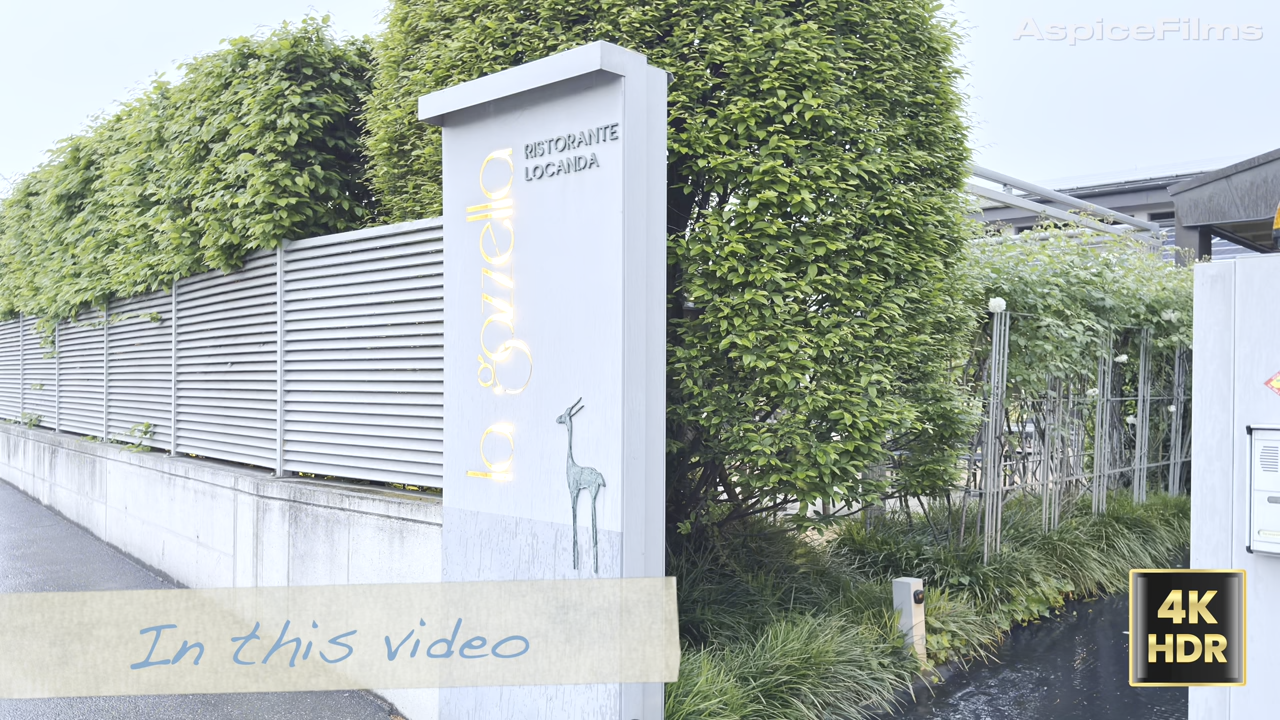 AspiceFilms
RISTORANTE
LOCANDA
la gazzella
In this video
4K
HDR